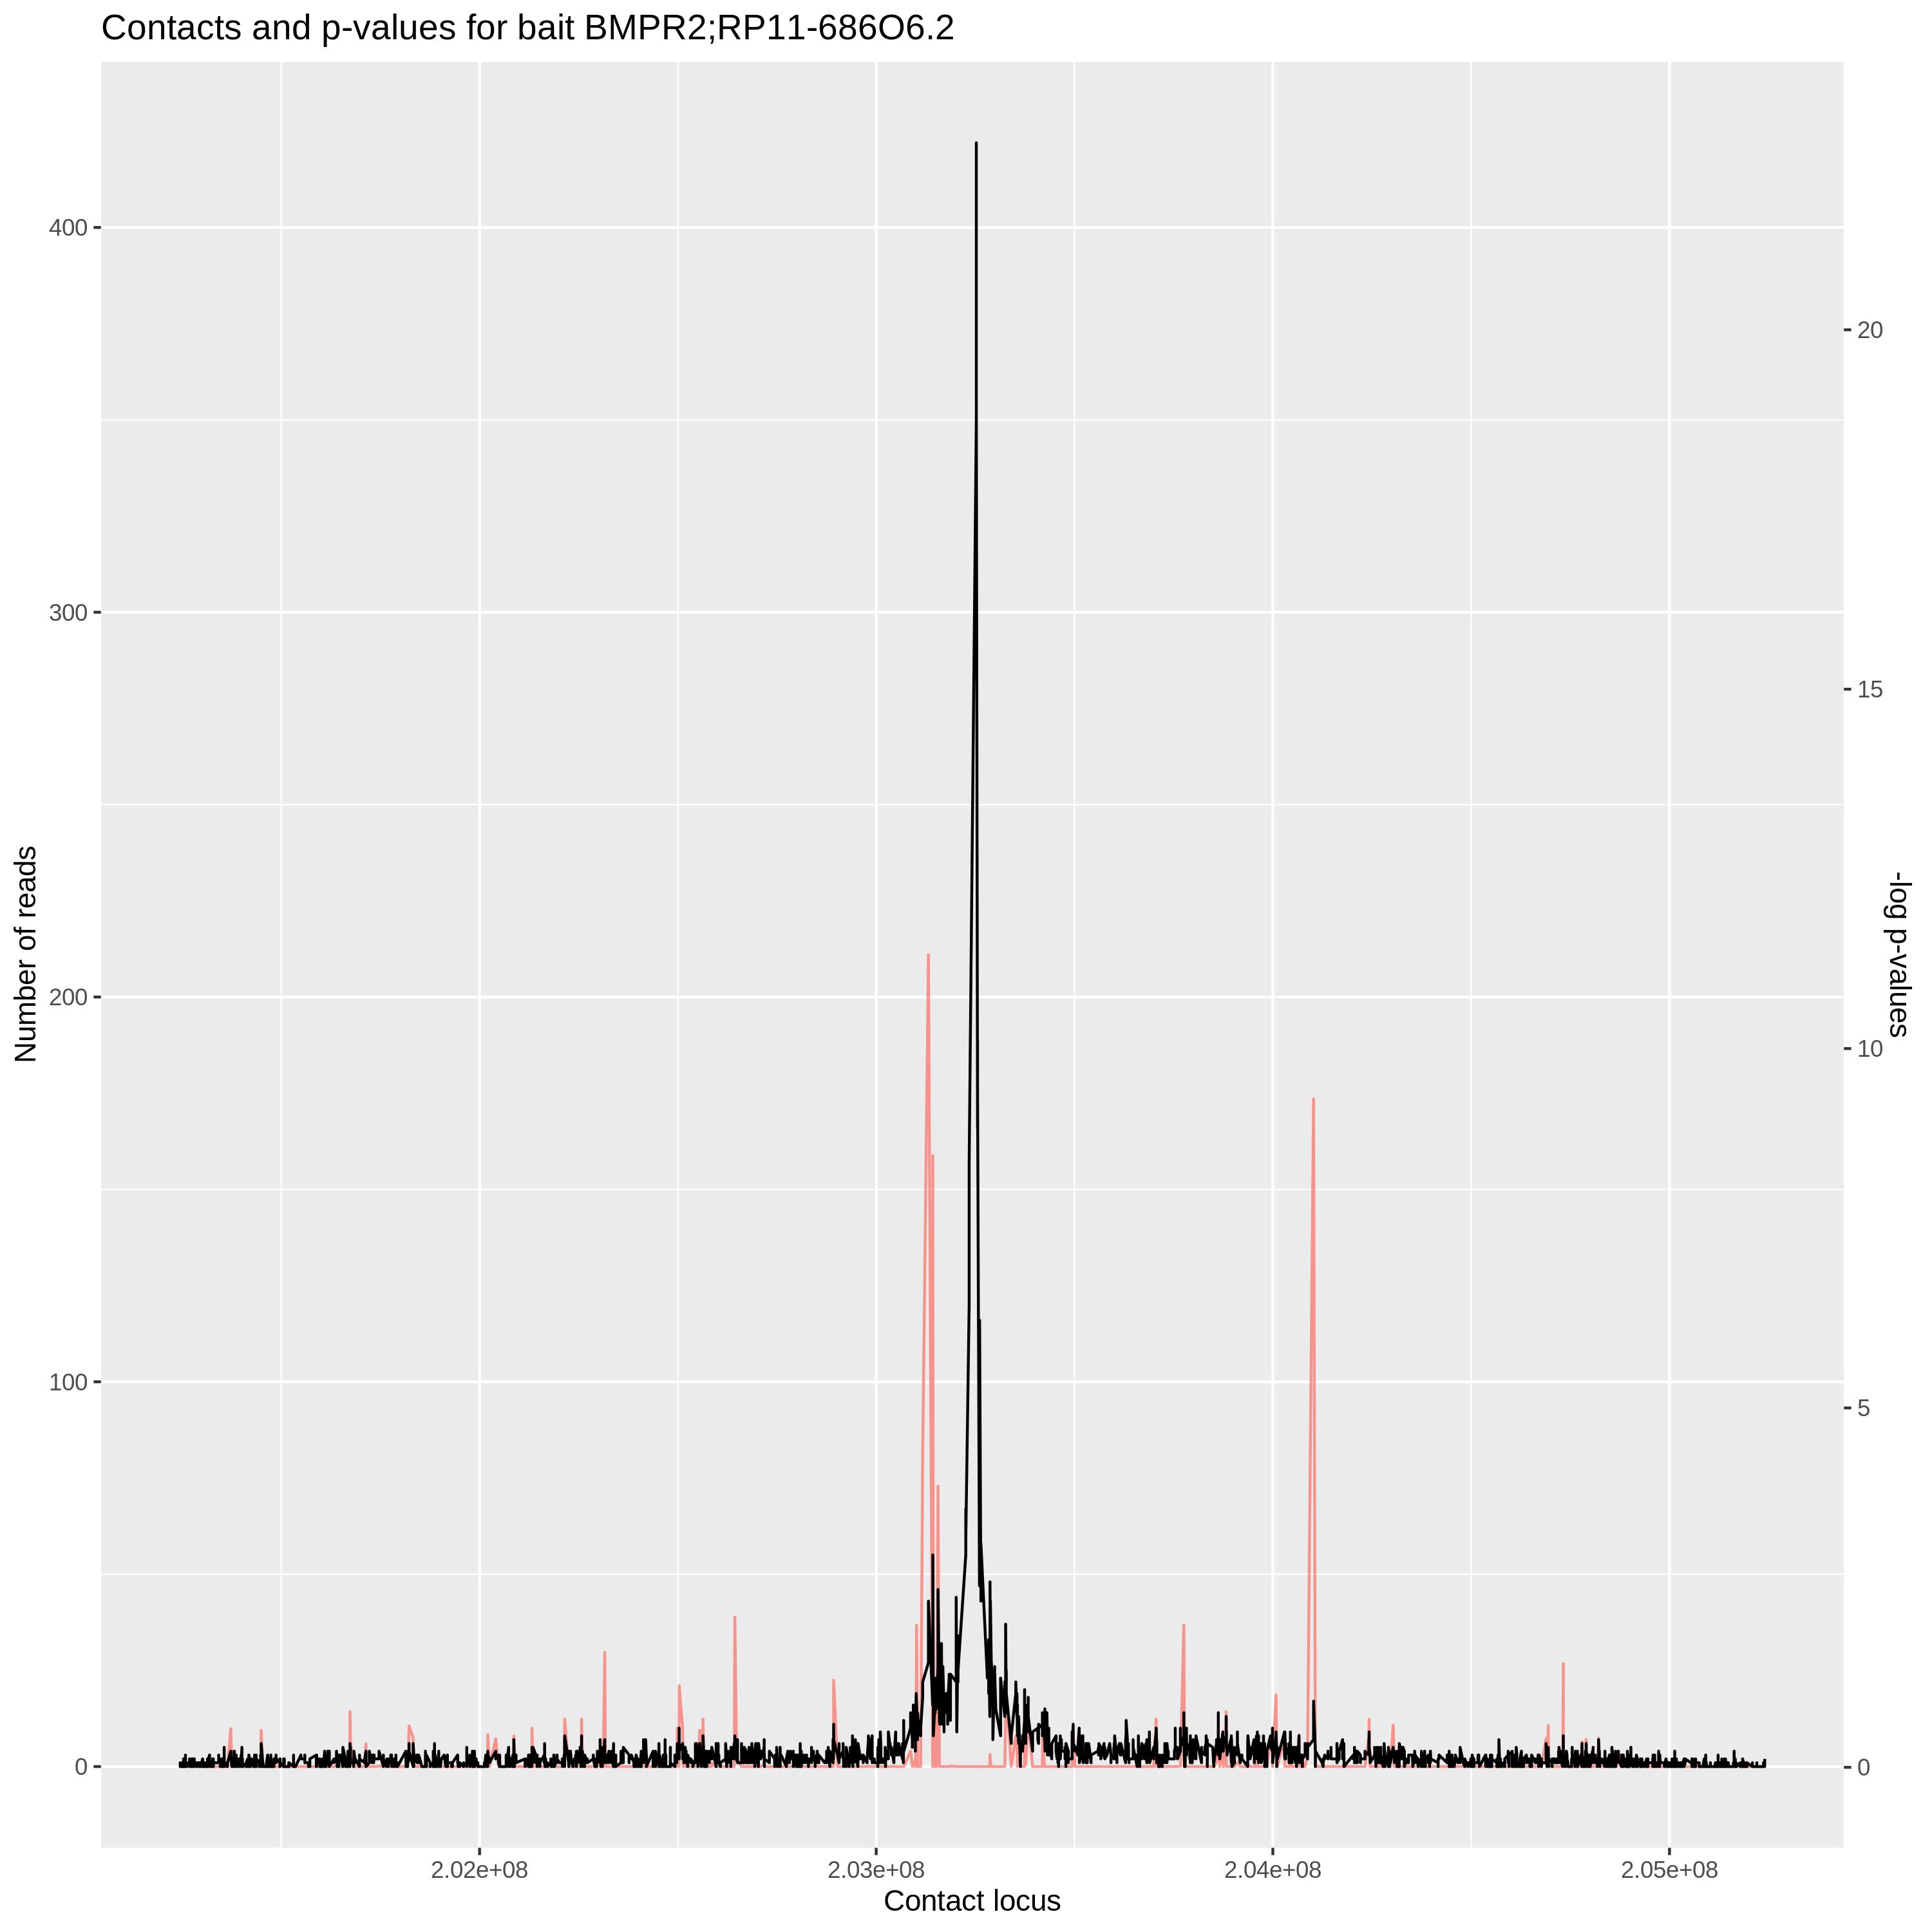 Contacts and p-values for bait BMPR2;RP11-686O6.2
400
300
200
100
0
Number of reads
20
15
10
5
0
-log p-values
2.02e+08
2.03e+08
2.04e+08
2.05e+08
Contact locus